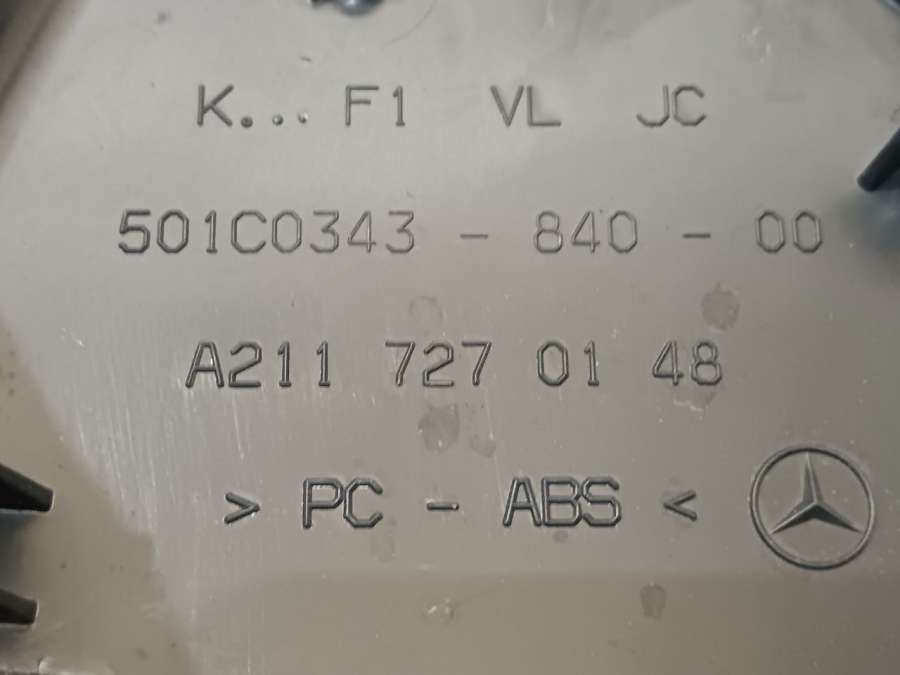 K... F1 VL JC
501C0343 - 840 - 00
A211 727 01 48
> PC - ABS <